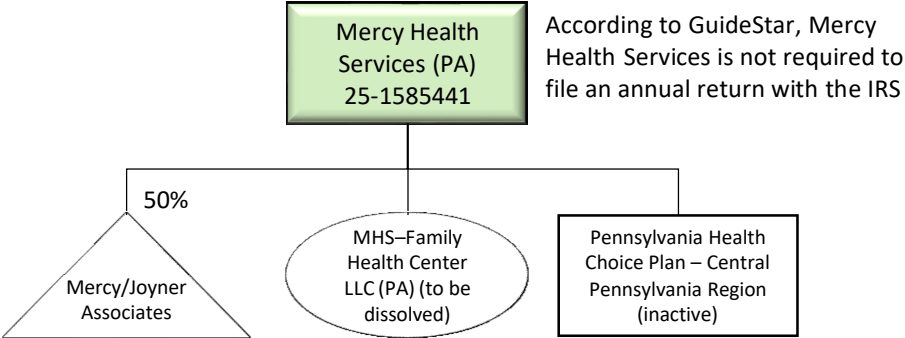 Mercy Health
Services (PA)
25-1585441
According to GuideStar, Mercy
Health Services is not required to
file an annual return with the IRS
50%
Mercy/Joyner
Associates
MHS–Family
Health Center
LLC (PA) (to be
dissolved)
Pennsylvania Health
Choice Plan – Central
Pennsylvania Region
(inactive)